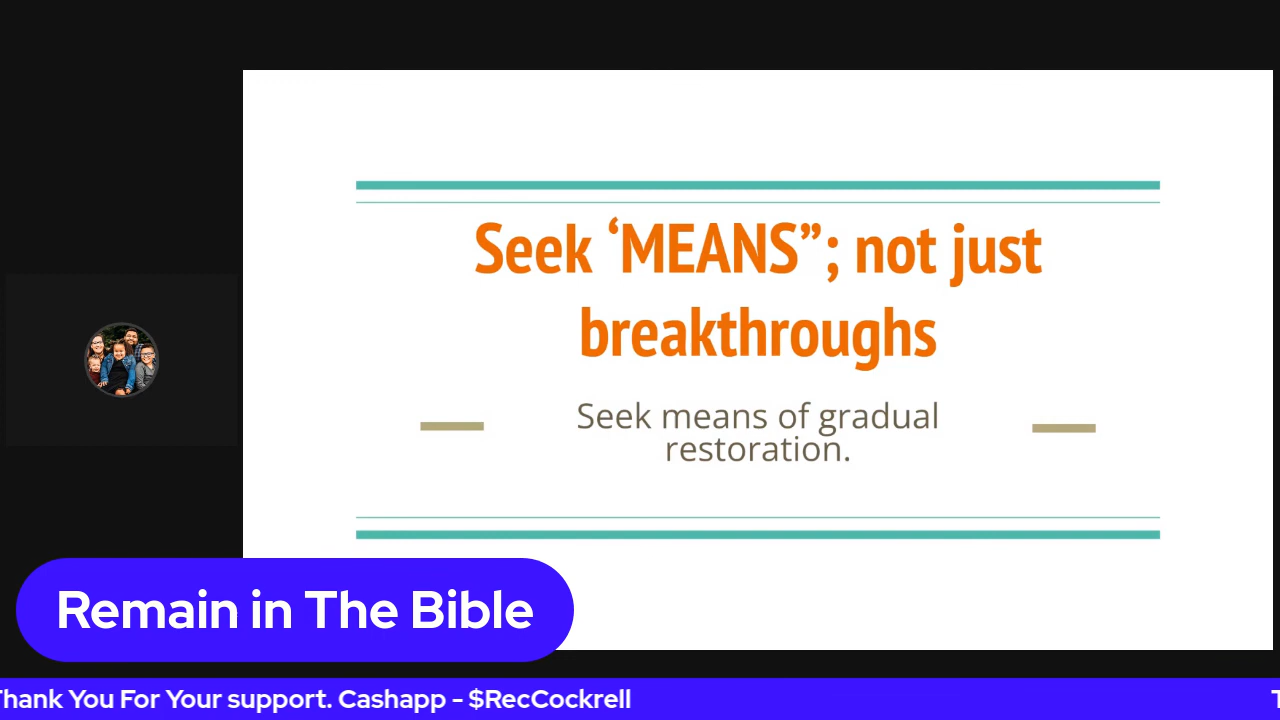 Seek ‘MEANS”; not just
breakthroughs
Seek means of gradual
restoration.
Remain in The Bible
Thank You For Your support. Cashapp - $RecCockrell
T